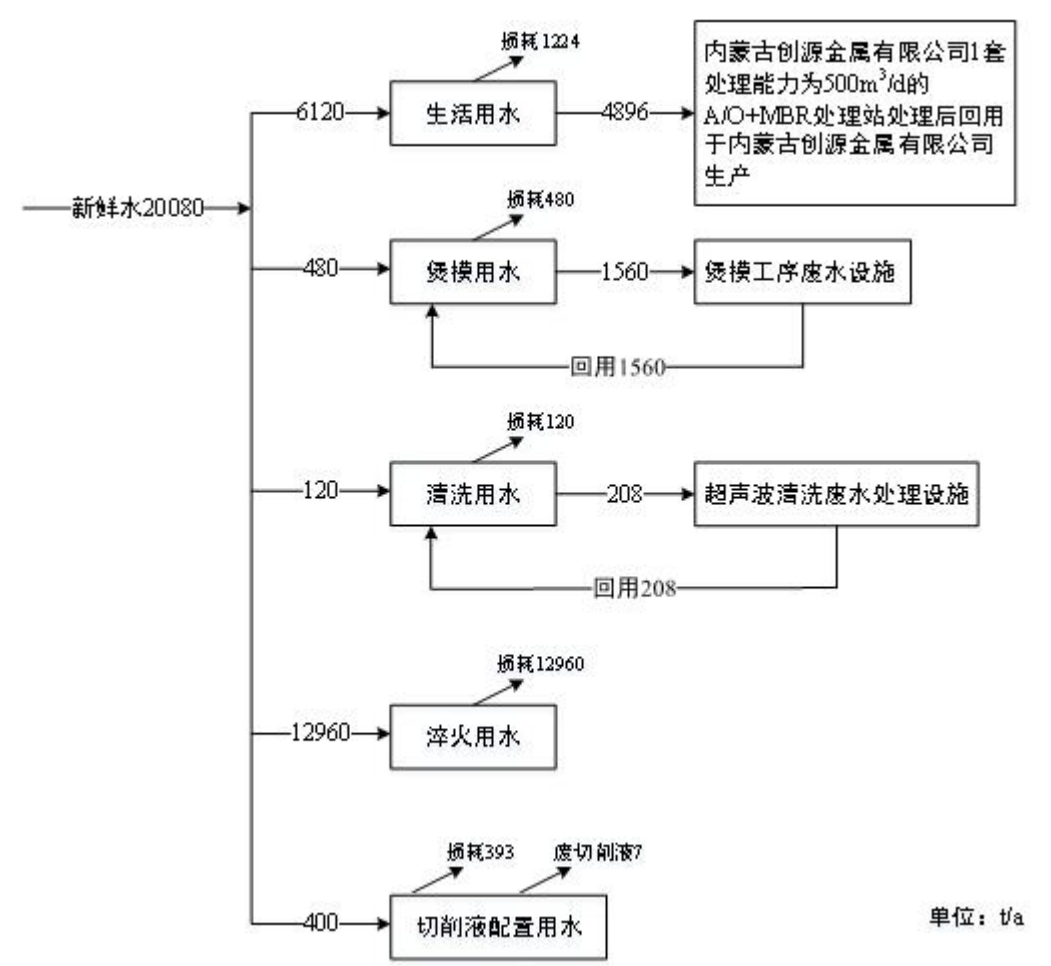 损耗1224
内蒙古创源金属有限公司1套
处理能力为500m³/d的
A/O+MBR处理站处理后回用
于内蒙古创源金属有限公司
生产
6120
生活用水
4896
新鲜水20080
损耗480
480
煲模用水
1560
煲模工序废水设施
回用1560
损耗120
120
清洗用水
208
超声波清洗废水处理设施
回用208
损耗12960
12960
淬火用水
损耗393
废切削液7
400
切削液配置用水
单位：t/a